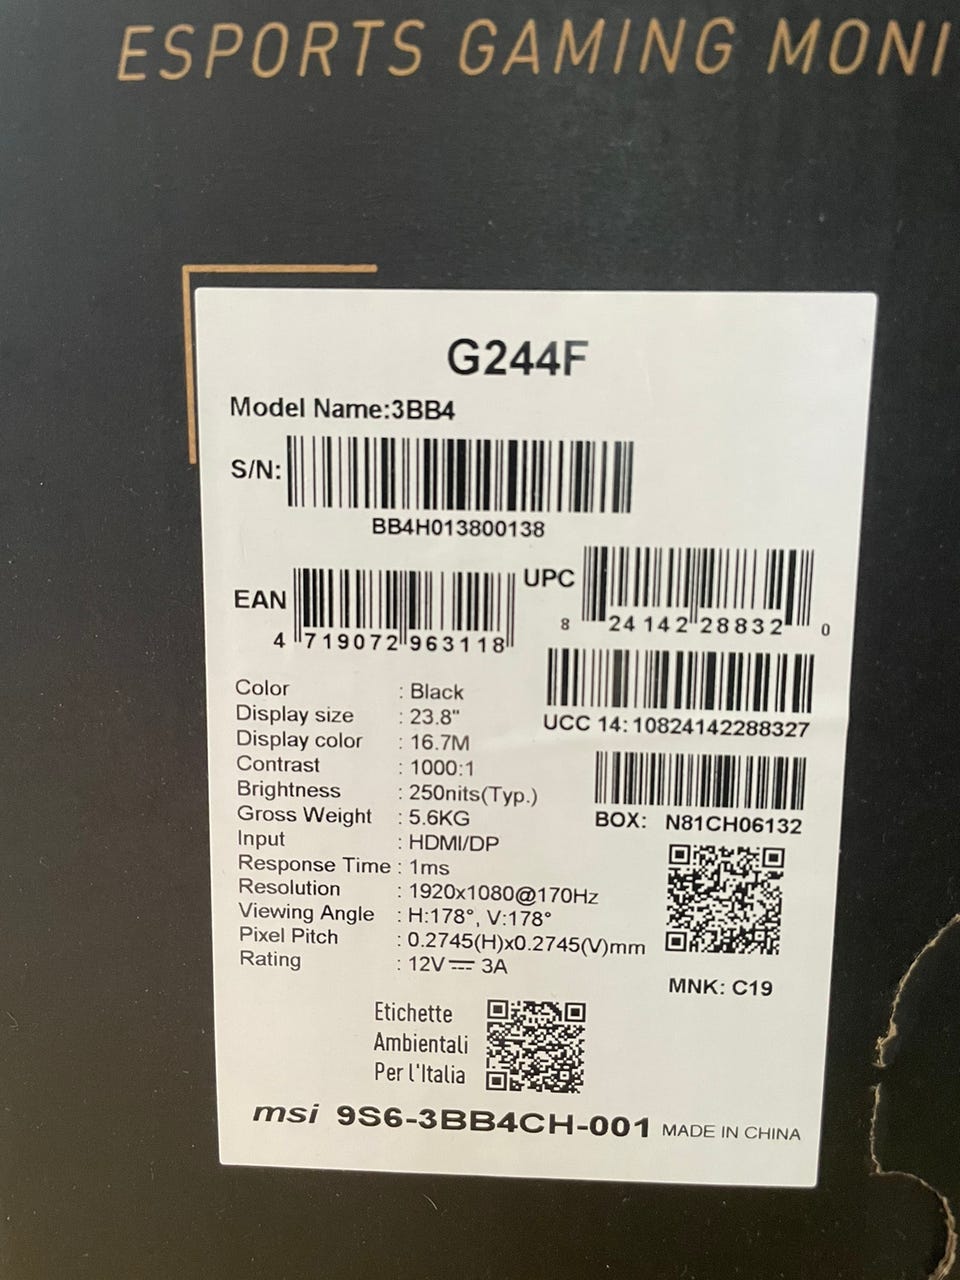 ESPORTS GAMING MONI
G244F
Model Name:3BB4
S/N:
BB4H013800138
EAN
4 719072 963118
UPC
8 24142 28832 0
UCC 14: 10824142288327
BOX: N81CH06132
MNK: C19
Color : Black
Display size : 23.8"
Display color : 16.7M
Contrast : 1000:1
Brightness : 250nits(Typ.)
Gross Weight : 5.6KG
Input : HDMI/DP
Response Time : 1ms
Resolution : 1920x1080@170Hz
Viewing Angle : H:178°, V:178°
Pixel Pitch : 0.2745(H)x0.2745(V)mm
Rating : 12V⎓ 3A
Etichette
Ambientali
Per l'Italia
msi 9S6-3BB4CH-001 MADE IN CHINA